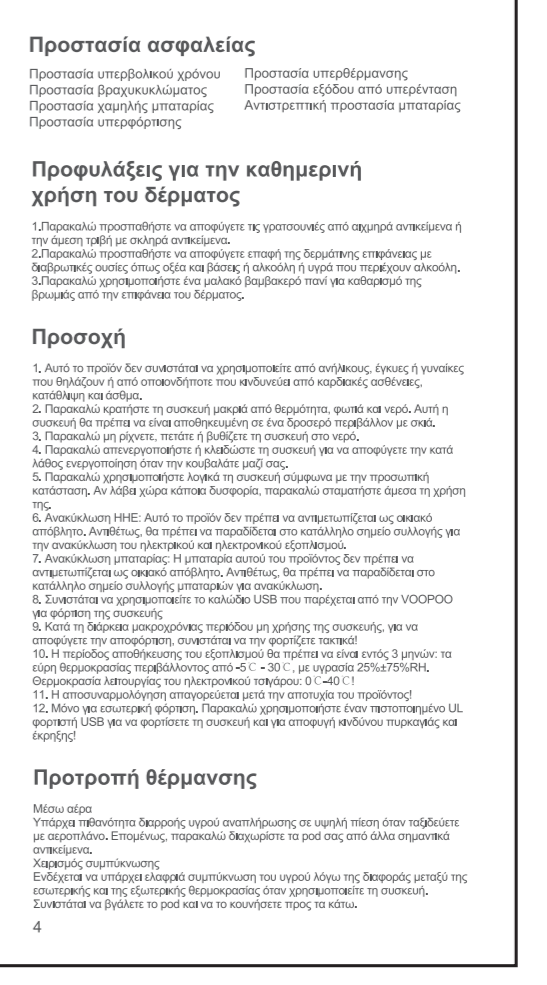 Προστασία ασφαλείας
Προστασία υπερβολικού χρόνου
Προστασία βραχυκυκλώματος
Προστασία χαμηλής μπαταρίας
Προστασία υπερφόρτισης
Προστασία υπερθέρμανσης
Προστασία εξόδου από υπερένταση
Αντιστρεπτική προστασία μπαταρίας
Προφυλάξεις για την καθημερινή
χρήση του δέρματος
1.Παρακαλώ προσπαθήστε να αποφύγετε τις γρατσουνιές από αιχμηρά αντικείμενα ή
την άμεση τριβή με σκληρά αντικείμενα.
2.Παρακαλώ προσπαθήστε να αποφύγετε επαφή της δερμάτινης επιφάνειας με
διαβρωτικές ουσίες όπως οξέα και βάσεις ή αλκοόλη ή υγρά που περιέχουν αλκοόλη.
3.Παρακαλώ χρησιμοποιήστε ένα μαλακό βαμβακερό πανί για καθαρισμό της
βρωμιάς από την επιφάνεια του δέρματος.
Προσοχή
1. Αυτό το προϊόν δεν συνιστάται να χρησιμοποιείτε από ανήλικους, έγκυες ή γυναίκες
που θηλάζουν ή από οποιονδήποτε που κινδυνεύει από καρδιακές ασθένειες,
κατάθλιψη και άσθμα.
2. Παρακαλώ κρατήστε τη συσκευή μακριά από θερμότητα, φωτιά και νερό. Αυτή η
συσκευή θα πρέπει να είναι αποθηκευμένη σε ένα δροσερό περιβάλλον με σκιά.
3. Παρακαλώ μη ρίχνετε, πετάτε ή βυθίζετε τη συσκευή στο νερό.
4. Παρακαλώ απενεργοποιήστε ή κλειδώστε τη συσκευή για να αποφύγετε την κατά
λάθος ενεργοποίηση όταν την κουβαλάτε μαζί σας.
5. Παρακαλώ χρησιμοποιήστε λογικά τη συσκευή σύμφωνα με την προσωπική
κατάσταση. Αν λάβει χώρα κάποια δυσφορία, παρακαλώ σταματήστε άμεσα τη χρήση
της.
6. Ανακύκλωση ΗΗΕ: Αυτό το προϊόν δεν πρέπει να αντιμετωπίζεται ως οικιακό
απόβλητο. Αντιθέτως, θα πρέπει να παραδίδεται στο κατάλληλο σημείο συλλογής για
την ανακύκλωση του ηλεκτρικού και ηλεκτρονικού εξοπλισμού.
7. Ανακύκλωση μπαταρίας: Η μπαταρία αυτού του προϊόντος δεν πρέπει να
αντιμετωπίζεται ως οικιακό απόβλητο. Αντιθέτως, θα πρέπει να παραδίδεται στο
κατάλληλο σημείο συλλογής μπαταριών για ανακύκλωση.
8. Συνιστάται να χρησιμοποιείτε το καλώδιο USB που παρέχεται από την VOOPOO
για φόρτιση της συσκευής
9. Κατά τη διάρκεια μακροχρόνιας περιόδου μη χρήσης της συσκευής, για να
αποφύγετε την αποφόρτιση, συνιστάται να την φορτίζετε τακτικά!
10. Η περίοδος αποθήκευσης του εξοπλισμού θα πρέπει να είναι εντός 3 μηνών: τα
εύρη θερμοκρασίας περιβάλλοντος από -5℃ - 30℃, με υγρασία 25%±75%RH.
Θερμοκρασία λειτουργίας του ηλεκτρονικού τσιγάρου: 0℃-40℃!
11. Η αποσυναρμολόγηση απαγορεύεται μετά την αποτυχία του προϊόντος!
12. Μόνο για εσωτερική φόρτιση. Παρακαλώ χρησιμοποιήστε έναν πιστοποιημένο UL
φορτιστή USB για να φορτίσετε τη συσκευή και για αποφυγή κινδύνου πυρκαγιάς και
έκρηξης!
Προτροπή θέρμανσης
Μέσω αέρα
Υπάρχει πιθανότητα διαρροής υγρού αναπλήρωσης σε υψηλή πίεση όταν ταξιδεύετε
με αεροπλάνο. Επομένως, παρακαλώ διαχωρίστε τα pod σας από άλλα σημαντικά
αντικείμενα.
Χειρισμός συμπύκνωσης
Ενδέχεται να υπάρχει ελαφριά συμπύκνωση του υγρού λόγω της διαφοράς μεταξύ της
εσωτερικής και της εξωτερικής θερμοκρασίας όταν χρησιμοποιείτε τη συσκευή.
Συνιστάται να βγάλετε το pod και να το κουνήσετε προς τα κάτω.
4